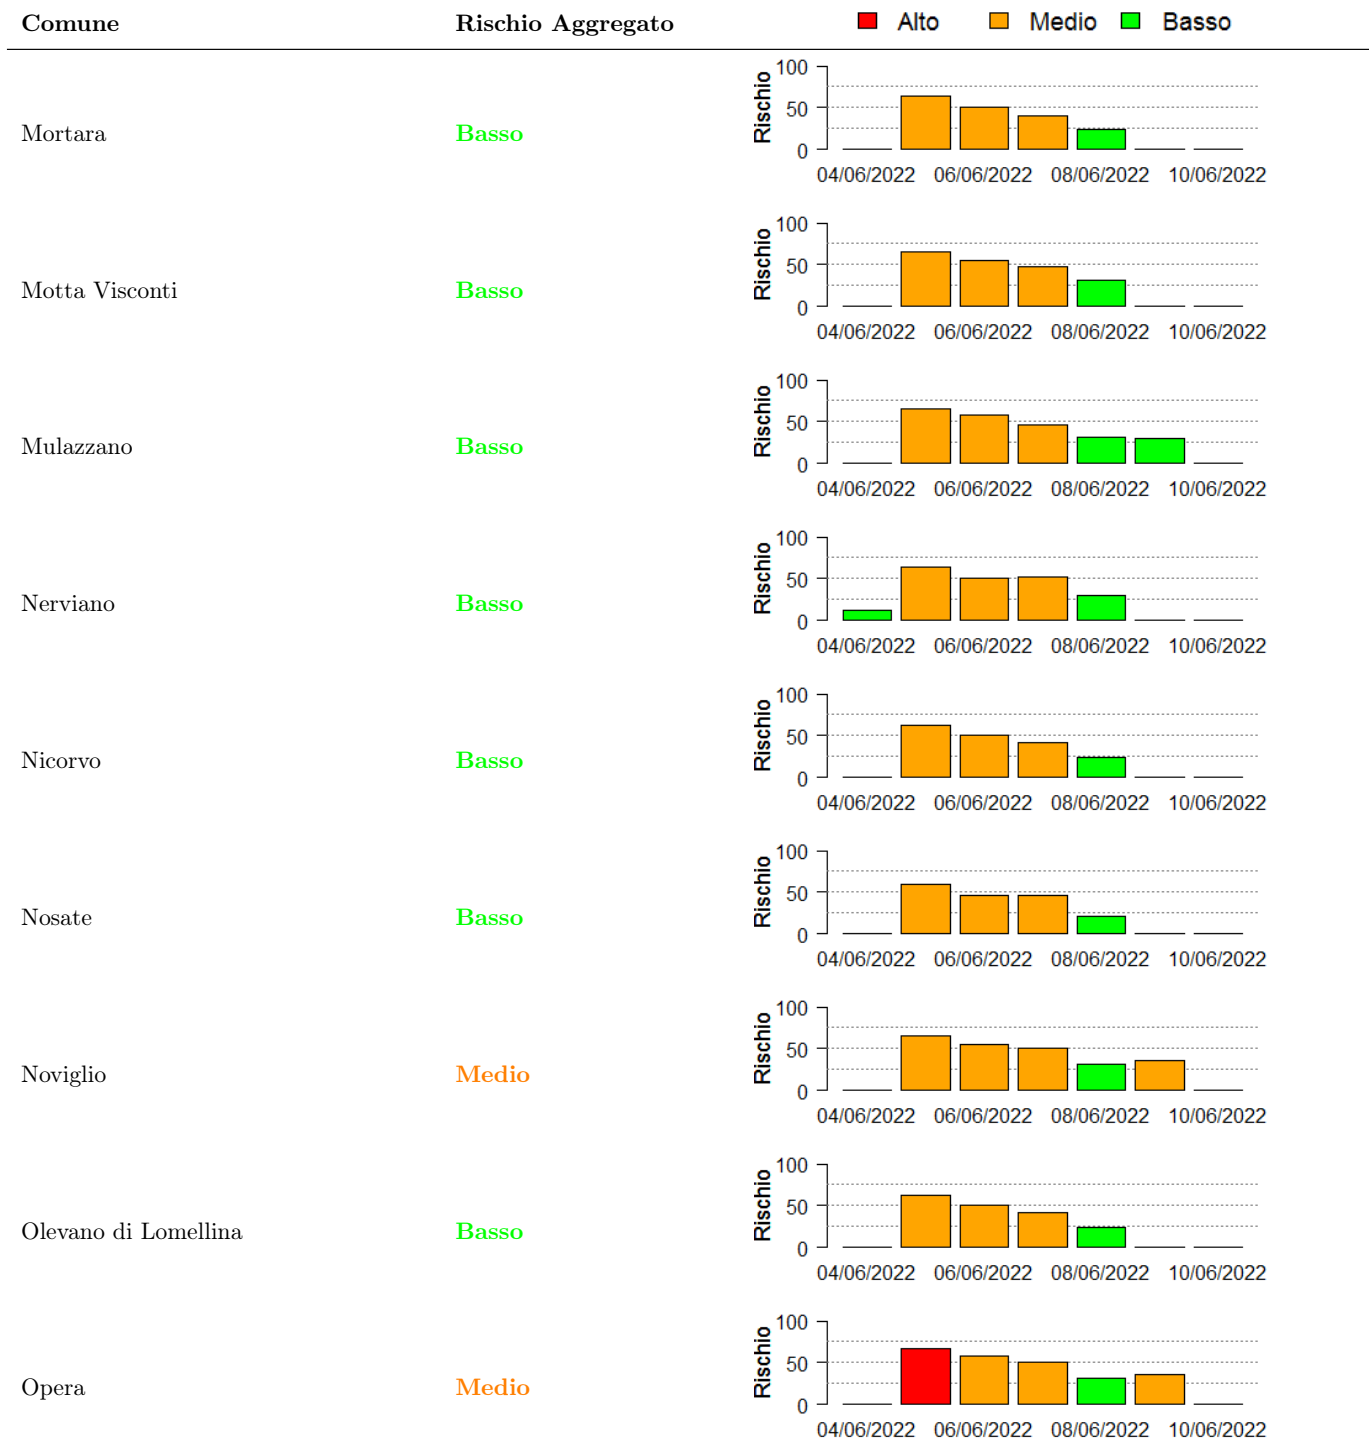 Comune Rischio Aggregato Alto Medio Basso
100
50
0
Rischio
Mortara Basso
04/06/2022 06/06/2022 08/06/2022 10/06/2022
100
50
0
Rischio
Motta Visconti Basso
04/06/2022 06/06/2022 08/06/2022 10/06/2022
100
50
0
Rischio
Mulazzano Basso
04/06/2022 06/06/2022 08/06/2022 10/06/2022
100
50
0
Rischio
Nerviano Basso
04/06/2022 06/06/2022 08/06/2022 10/06/2022
100
50
0
Rischio
Nicorvo Basso
04/06/2022 06/06/2022 08/06/2022 10/06/2022
100
50
0
Rischio
Nosate Basso
04/06/2022 06/06/2022 08/06/2022 10/06/2022
100
50
0
Rischio
Noviglio Medio
04/06/2022 06/06/2022 08/06/2022 10/06/2022
100
50
0
Rischio
Olevano di Lomellina Basso
04/06/2022 06/06/2022 08/06/2022 10/06/2022
100
50
0
Rischio
Opera Medio
04/06/2022 06/06/2022 08/06/2022 10/06/2022